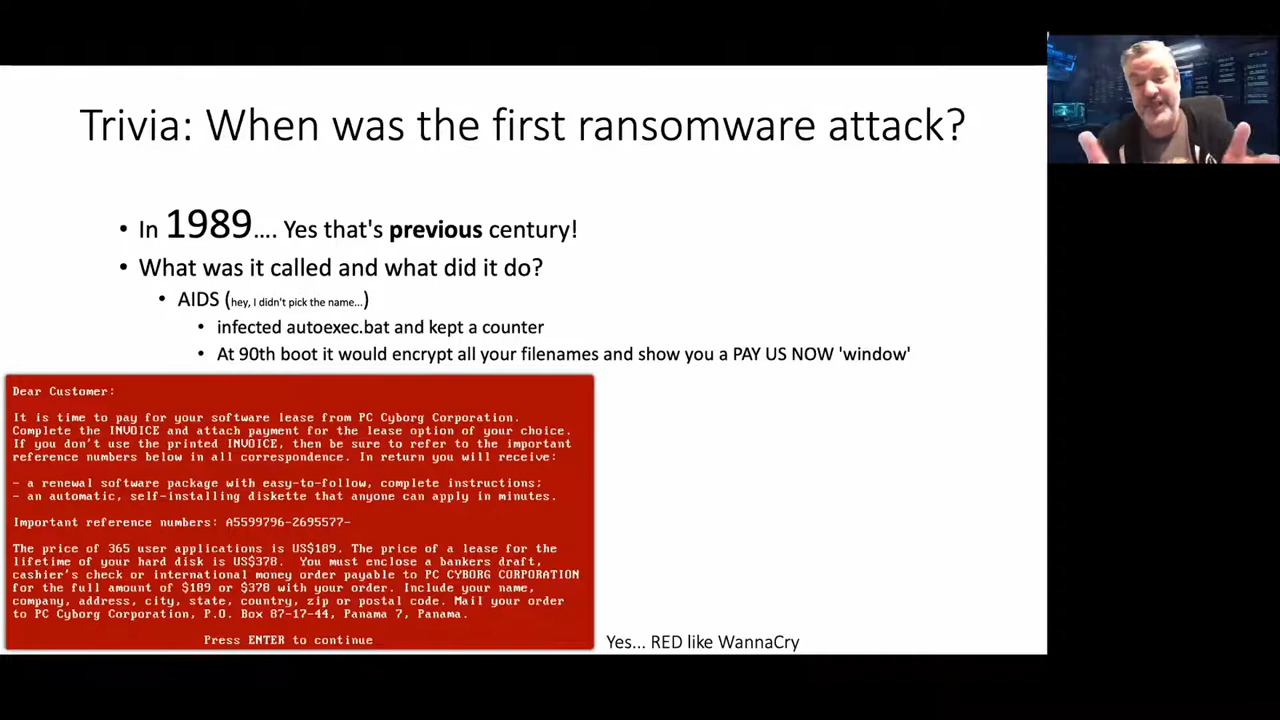 Trivia: When was the first ransomware attack?
• In 1989.... Yes that's previous century!
• What was it called and what did it do?
• AIDS (hey, I didn't pick the name...)
• infected autoexec.bat and kept a counter
• At 90th boot it would encrypt all your filenames and show you a PAY US NOW 'window'
Dear Customer:
It is time to pay for your software lease from PC Cyborg Corporation.
Complete the INVOICE and attach payment for the lease option of your choice.
If you don't use the printed INVOICE, then be sure to refer to the important
reference numbers below in all correspondence. In return you will receive:
- a renewal software package with easy-to-follow, complete instructions;
- an automatic, self-installing diskette that anyone can apply in minutes.
Important reference numbers: A5599796-2695577-
The price of 365 user applications is US$189. The price of a lease for the
lifetime of your hard disk is US$378. You must enclose a bankers draft,
cashier's check or international money order payable to PC CYBORG CORPORATION
for the full amount of $189 or $378 with your order. Include your name,
company, address, city, state, country, zip or postal code. Mail your order
to PC Cyborg Corporation, P.O. Box 87-17-44, Panama 7, Panama.
Press ENTER to continue
Yes... RED like WannaCry